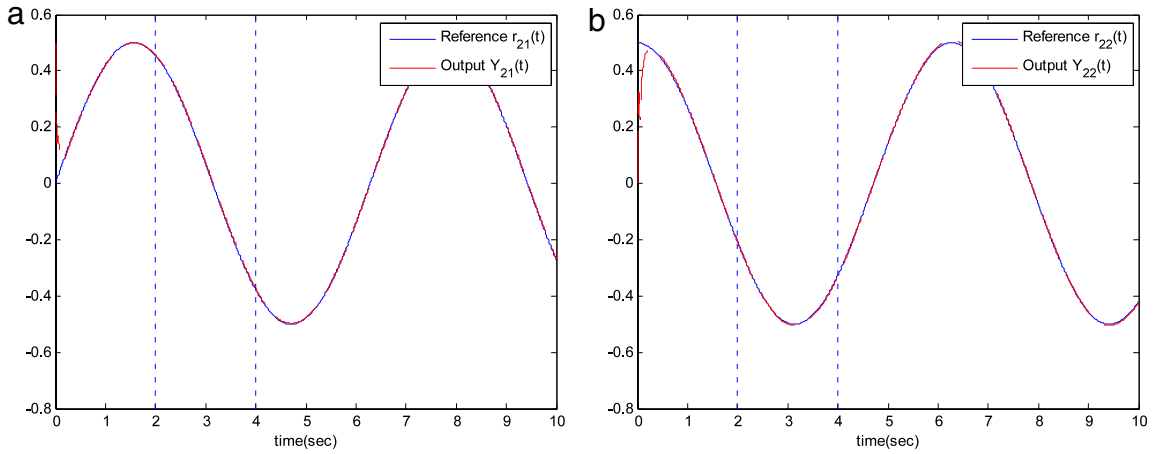 a
0.6
0.4
0.2
0
−0.2
−0.4
−0.6
−0.8
0 1 2 3 4 5 6 7 8 9 10
time(sec)
Reference r21(t)
Output Y21(t)
b
0.6
0.4
0.2
0
−0.2
−0.4
−0.6
−0.8
0 1 2 3 4 5 6 7 8 9 10
time(sec)
Reference r22(t)
Output Y22(t)